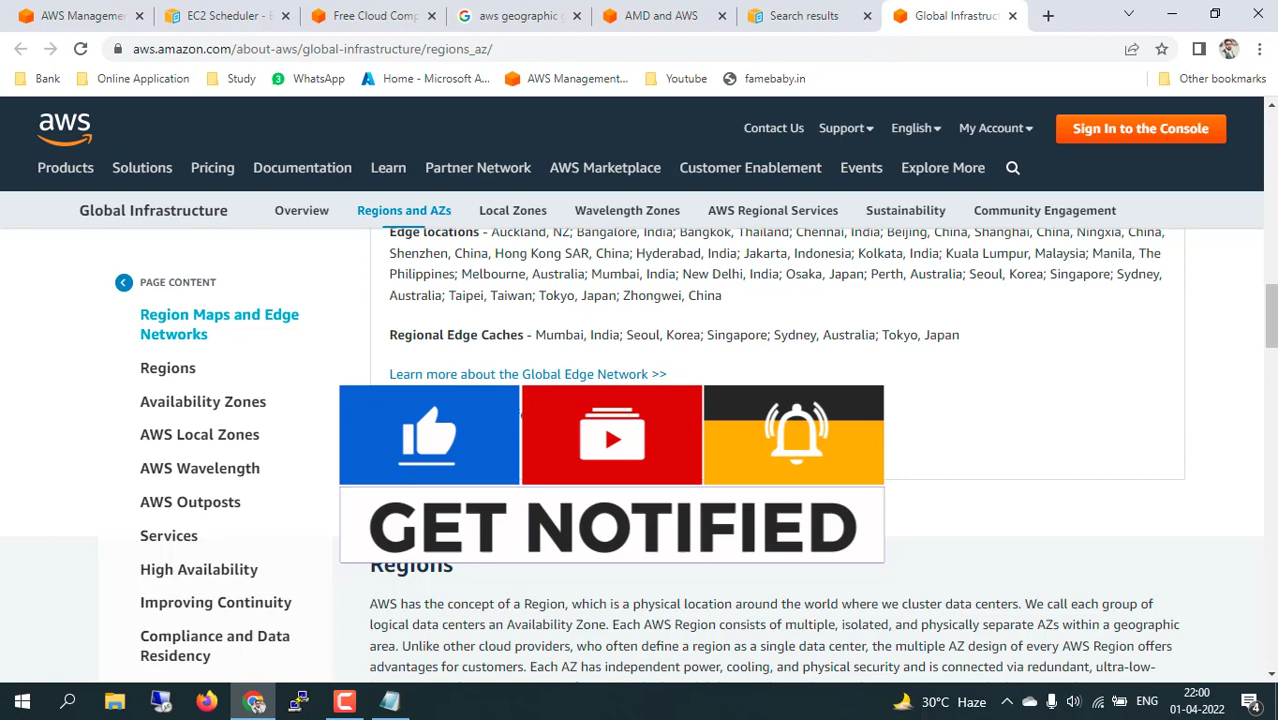 AWS Manageme
EC2 Scheduler - E
Free Cloud Comp
aws geographic g
AMD and AWS
Search results
Global Infrastruc
aws.amazon.com/about-aws/global-infrastructure/regions_az/
Bank
Online Application
Study
3 WhatsApp
Home - Microsoft A...
AWS Management...
Youtube
famebaby.in
Other bookmarks
aws
Contact Us
Support
English
My Account
Sign In to the Console
Products
Solutions
Pricing
Documentation
Learn
Partner Network
AWS Marketplace
Customer Enablement
Events
Explore More
Global Infrastructure
Overview
Regions and AZs
Local Zones
Wavelength Zones
AWS Regional Services
Sustainability
Community Engagement
PAGE CONTENT
Region Maps and Edge
Networks
Regions
Availability Zones
AWS Local Zones
AWS Wavelength
AWS Outposts
Services
High Availability
Improving Continuity
Compliance and Data
Residency
Edge locations - Auckland, NZ; Bangalore, India; Bangkok, Thailand; Chennai, India; Beijing, China, Shanghai, China, Ningxia, China,
Shenzhen, China, Hong Kong SAR, China; Hyderabad, India; Jakarta, Indonesia; Kolkata, India; Kuala Lumpur, Malaysia; Manila, The
Philippines; Melbourne, Australia; Mumbai, India; New Delhi, India; Osaka, Japan; Perth, Australia; Seoul, Korea; Singapore; Sydney,
Australia; Taipei, Taiwan; Tokyo, Japan; Zhongwei, China
Regional Edge Caches - Mumbai, India; Seoul, Korea; Singapore; Sydney, Australia; Tokyo, Japan
Learn more about the Global Edge Network >>
GET NOTIFIED
Regions
AWS has the concept of a Region, which is a physical location around the world where we cluster data centers. We call each group of
logical data centers an Availability Zone. Each AWS Region consists of multiple, isolated, and physically separate AZs within a geographic
area. Unlike other cloud providers, who often define a region as a single data center, the multiple AZ design of every AWS Region offers
advantages for customers. Each AZ has independent power, cooling, and physical security and is connected via redundant, ultra-low-
30°C Haze
ENG
22:00
01-04-2022
4